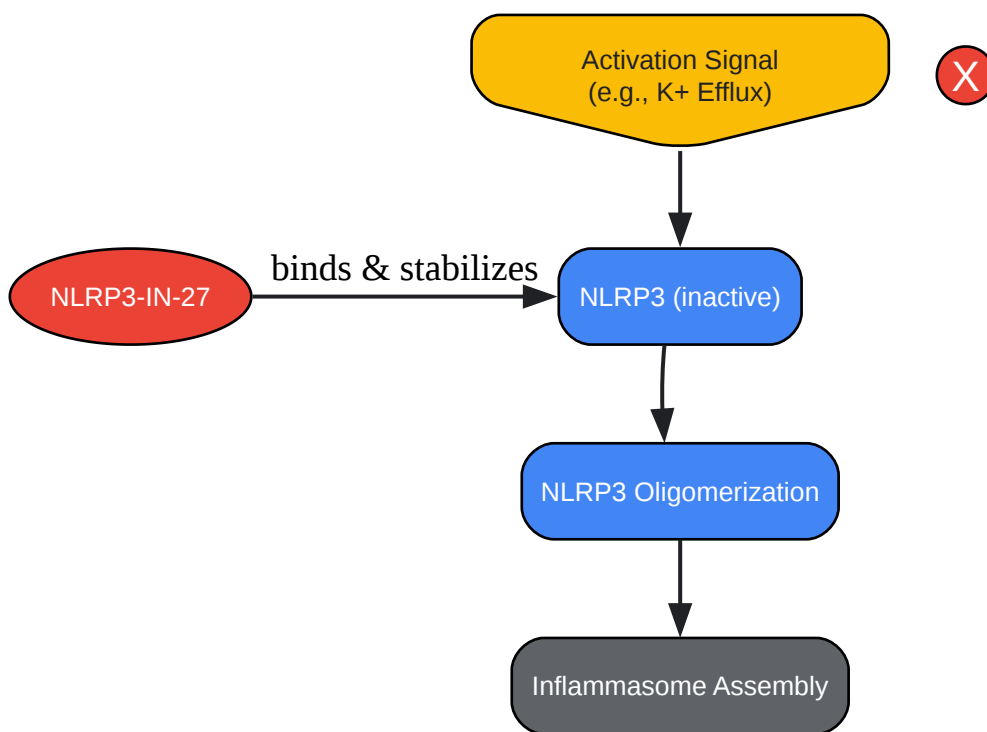 Activation Signal
(e.g., K+ Efflux)
X
binds & stabilizes
NLRP3-IN-27
NLRP3 (inactive)
NLRP3 Oligomerization
Inflammasome Assembly